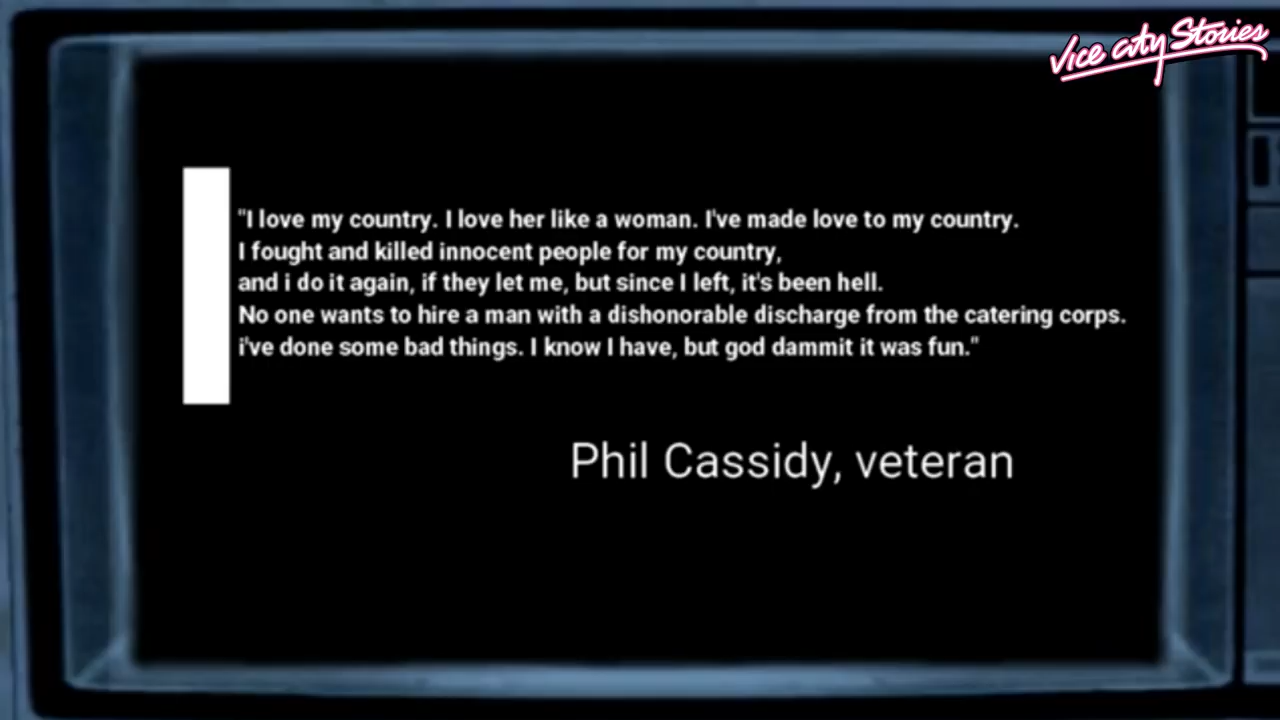 Vice City Stories
"I love my country. I love her like a woman. I've made love to my country.
I fought and killed innocent people for my country,
and i do it again, if they let me, but since I left, it's been hell.
No one wants to hire a man with a dishonorable discharge from the catering corps.
i've done some bad things. I know I have, but god dammit it was fun."
Phil Cassidy, veteran